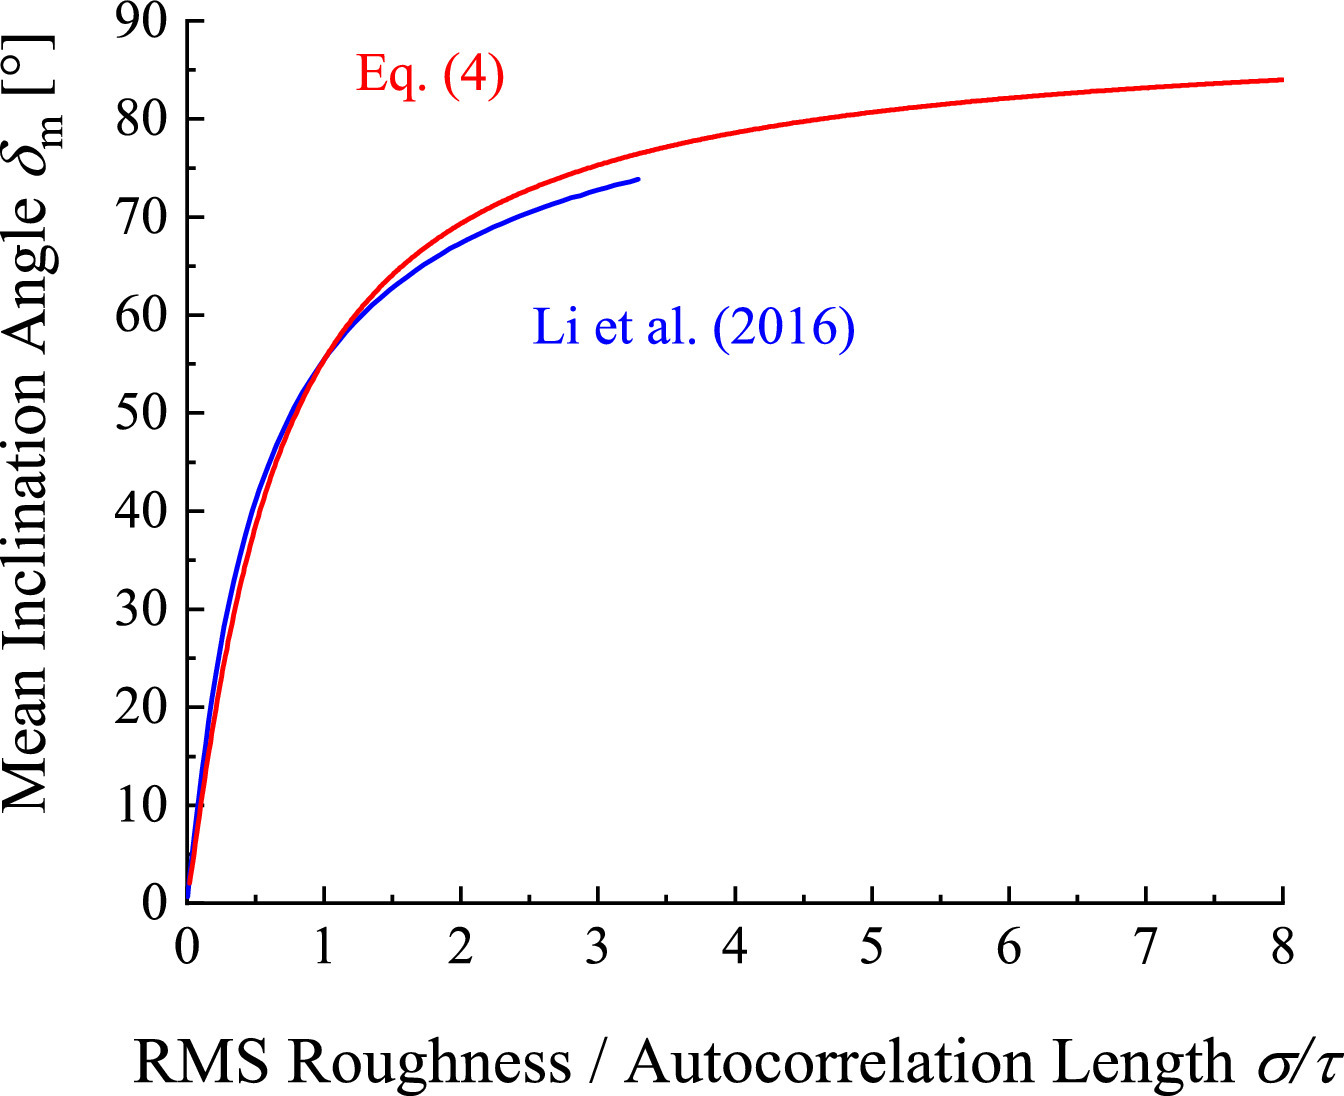 Mean Inclination Angle δm [°]
90
80
70
60
50
40
30
20
10
0
Eq. (4)
Li et al. (2016)
0 1 2 3 4 5 6 7 8
RMS Roughness / Autocorrelation Length σ/τ